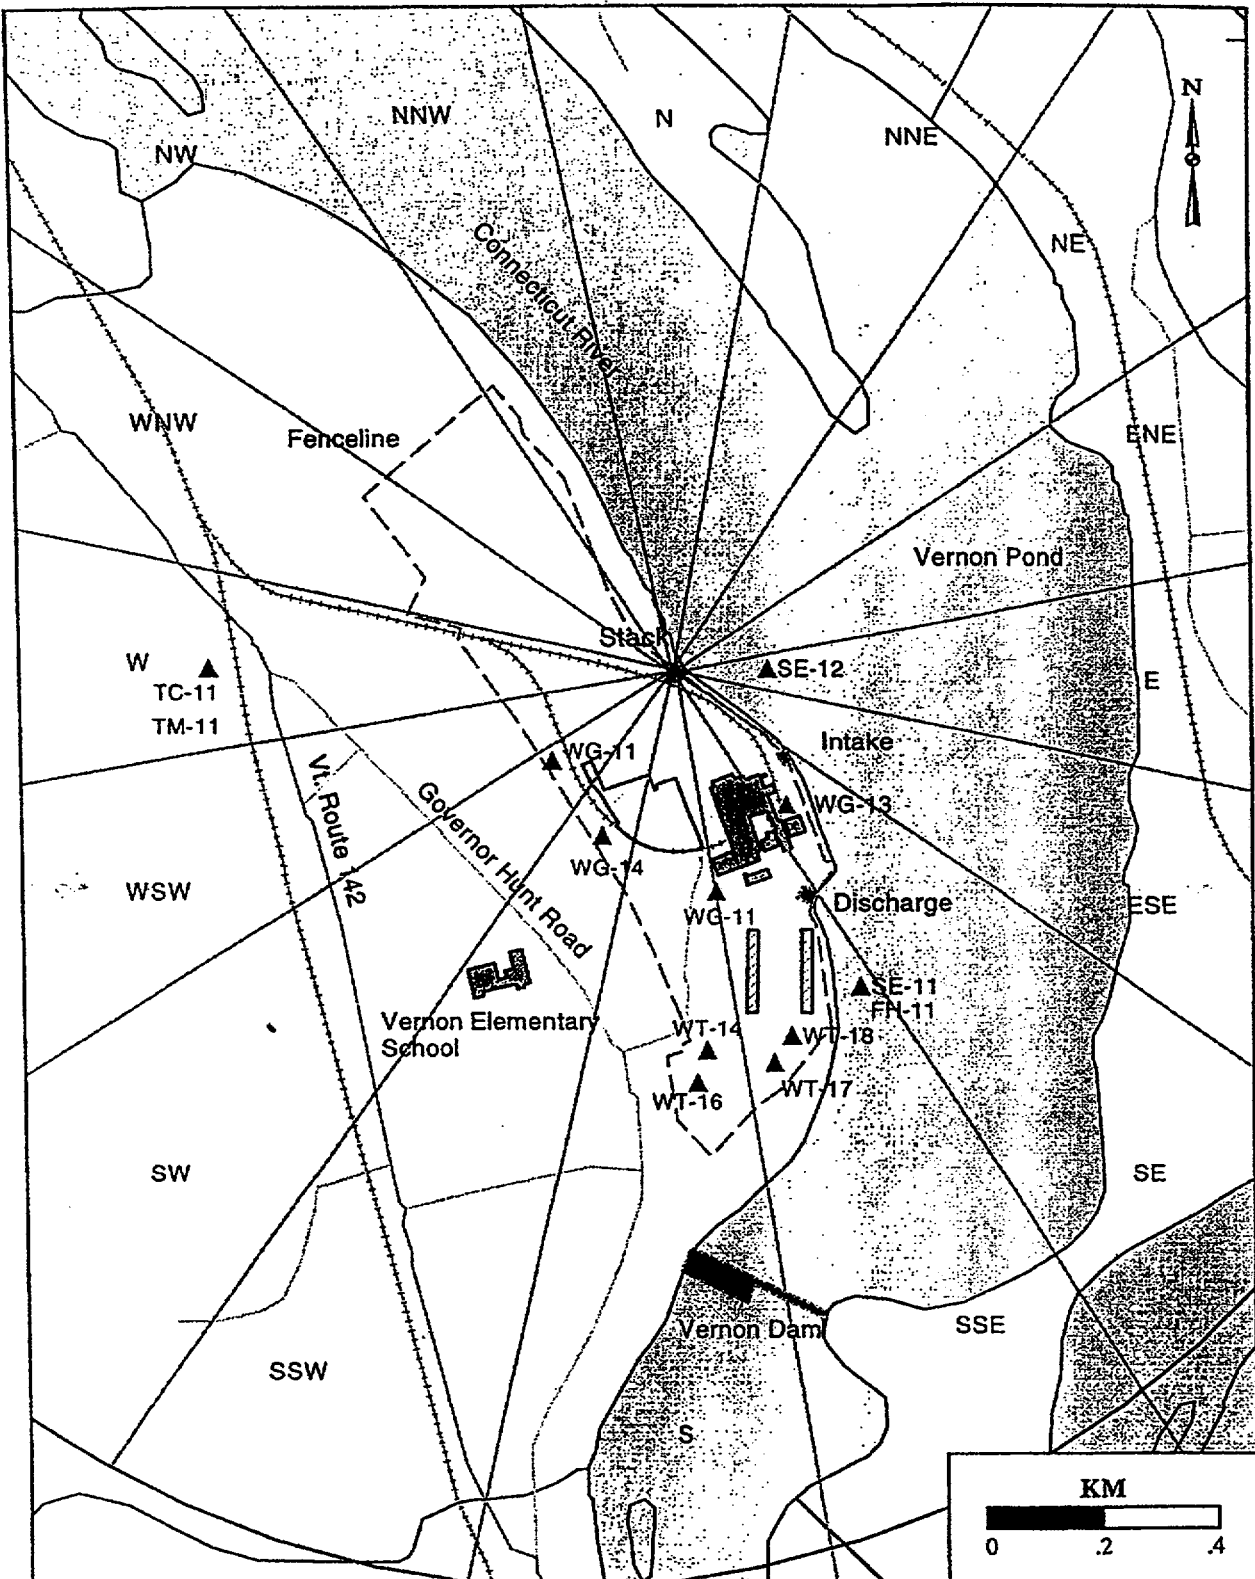 NNW
N
N
NNE
NW
NE
Connecticut River
WNW
Fenceline
ENE
Vernon Pond
Stack
W
TC-11
TM-11
SE-12
E
Intake
WG-11
Vt. Route 142
Governor Hunt Road
WG-13
WG-14
WSW
WG-11
Discharge
ESE
SE-11
FH-11
Vernon Elementary
School
WT-14
WT-18
WT-16
WT-17
SW
SE
Vernon Dam
SSE
SSW
S
KM
0 .2 .4